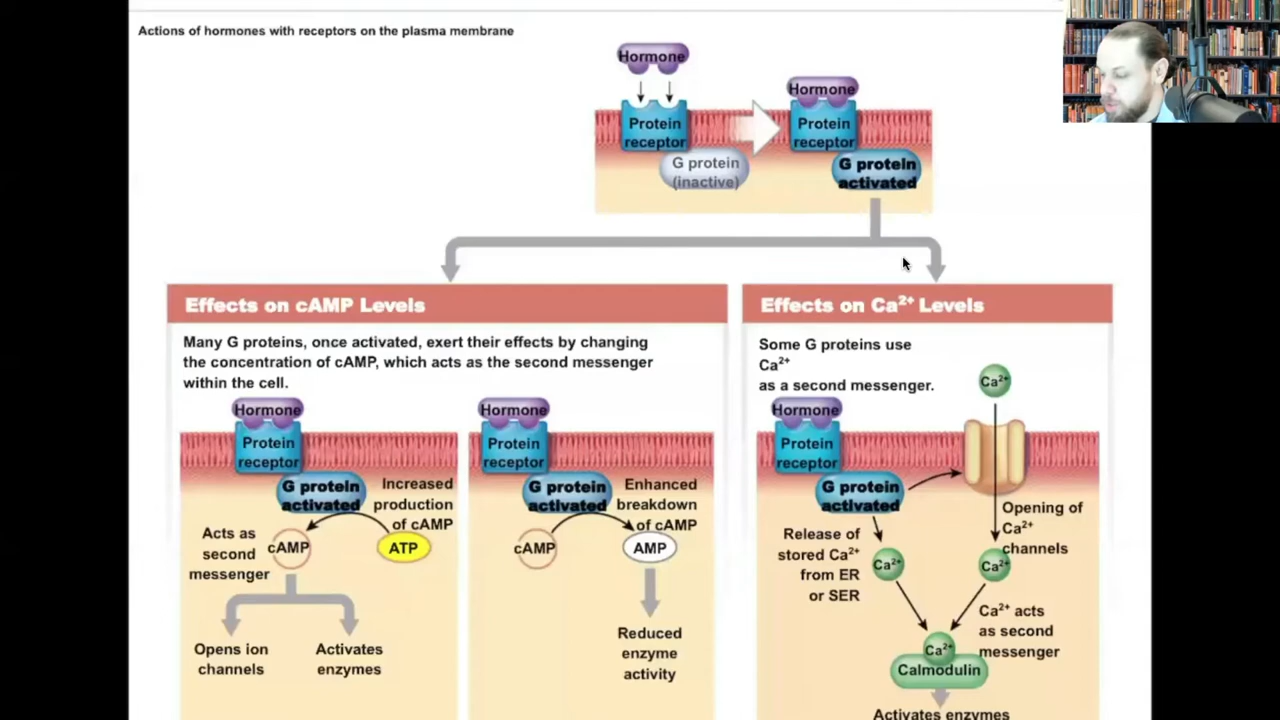 Actions of hormones with receptors on the plasma membrane
Hormone
Protein
receptor
G protein
(inactive)
Hormone
Protein
receptor
G protein
activated
Effects on cAMP Levels
Many G proteins, once activated, exert their effects by changing
the concentration of cAMP, which acts as the second messenger
within the cell.
Hormone
Protein
receptor
G protein
activated
Increased
production
of cAMP
Acts as
second
messenger
cAMP
ATP
Opens ion
channels
Activates
enzymes
Hormone
Protein
receptor
G protein
activated
Enhanced
breakdown
of cAMP
cAMP
AMP
Reduced
enzyme
activity
Effects on Ca²⁺ Levels
Some G proteins use
Ca²⁺
as a second messenger.
Ca²⁺
Hormone
Protein
receptor
G protein
activated
Release of
stored Ca²⁺
from ER
or SER
Ca²⁺
Opening of
Ca²⁺
channels
Ca²⁺
Ca²⁺ acts
as second
messenger
Ca²⁺
Calmodulin
Activates enzymes